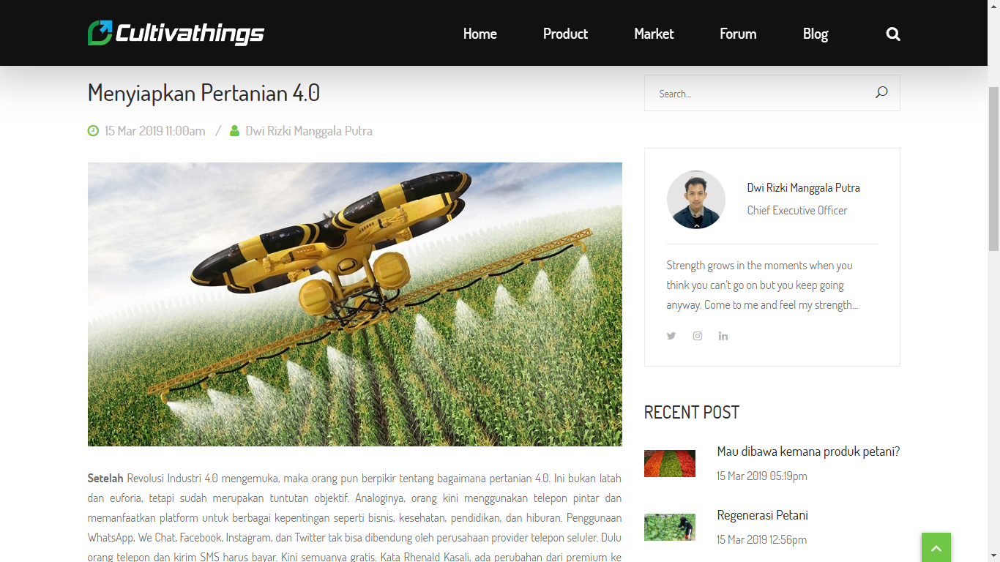 Cultivathings
Home Product Market Forum Blog
Menyiapkan Pertanian 4.0
15 Mar 2019 11:00am / Dwi Rizki Manggala Putra
Setelah Revolusi Industri 4.0 mengemuka, maka orang pun berpikir tentang bagaimana pertanian 4.0. Ini bukan latah
dan euforia, tetapi sudah merupakan tuntutan objektif. Analoginya, orang kini menggunakan telepon pintar dan
memanfaatkan platform untuk berbagai kepentingan seperti bisnis, kesehatan, pendidikan, dan hiburan. Penggunaan
WhatsApp, We Chat, Facebook, Instagram, dan Twitter tak bisa dibendung oleh perusahaan provider telepon seluler. Dulu
orang telepon dan kirim SMS harus bayar. Kini semuanya gratis. Kata Rhenald Kasali, ada perubahan dari premium ke
Search...
Dwi Rizki Manggala Putra
Chief Executive Officer
Strength grows in the moments when you
think you can't go on but you keep going
anyway. Come to me and feel my strength...
RECENT POST
Mau dibawa kemana produk petani?
15 Mar 2019 05:19pm
Regenerasi Petani
15 Mar 2019 12:56pm